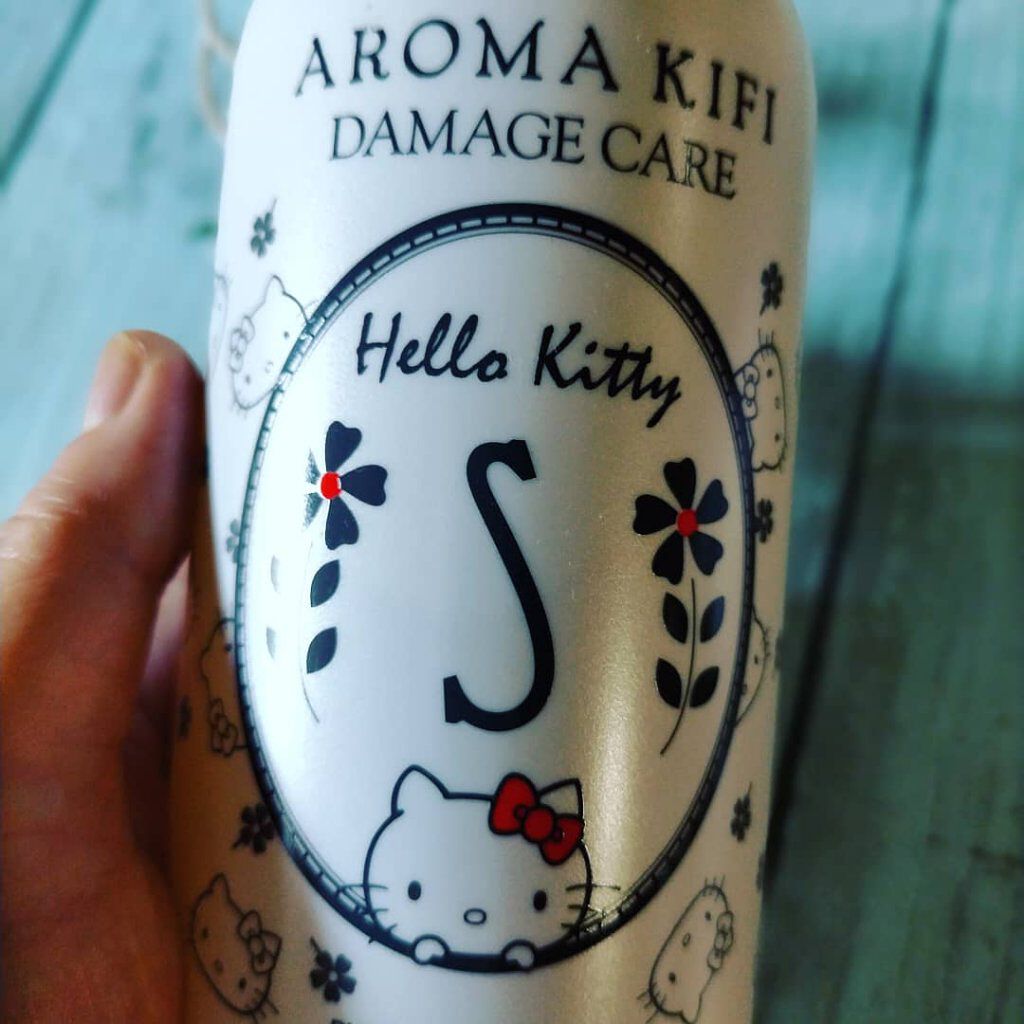 AROMA KIFI
DAMAGE CARE
Hello Kitty
S